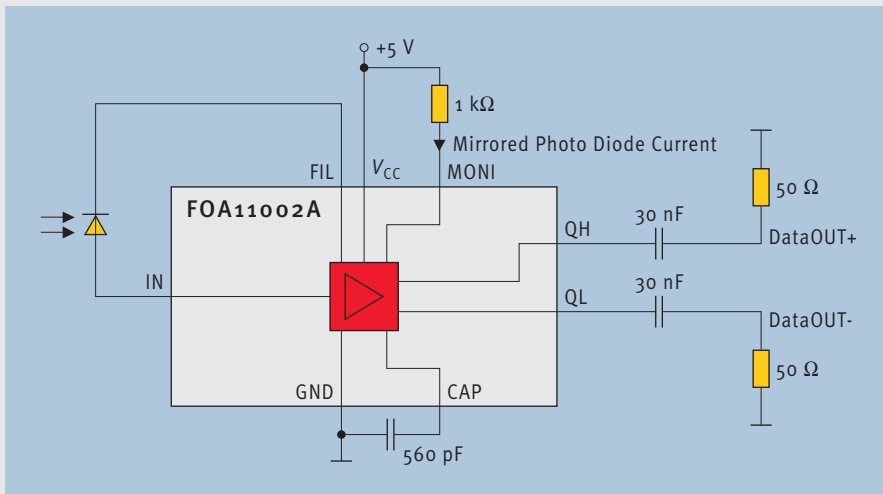 +5 V
1 kΩ
Mirrored Photo Diode Current
FIL
VCC
MONI
FOA11002A
50 Ω
30 nF
QH
DataOUT+
IN
30 nF
QL
DataOUT-
50 Ω
GND
CAP
560 pF